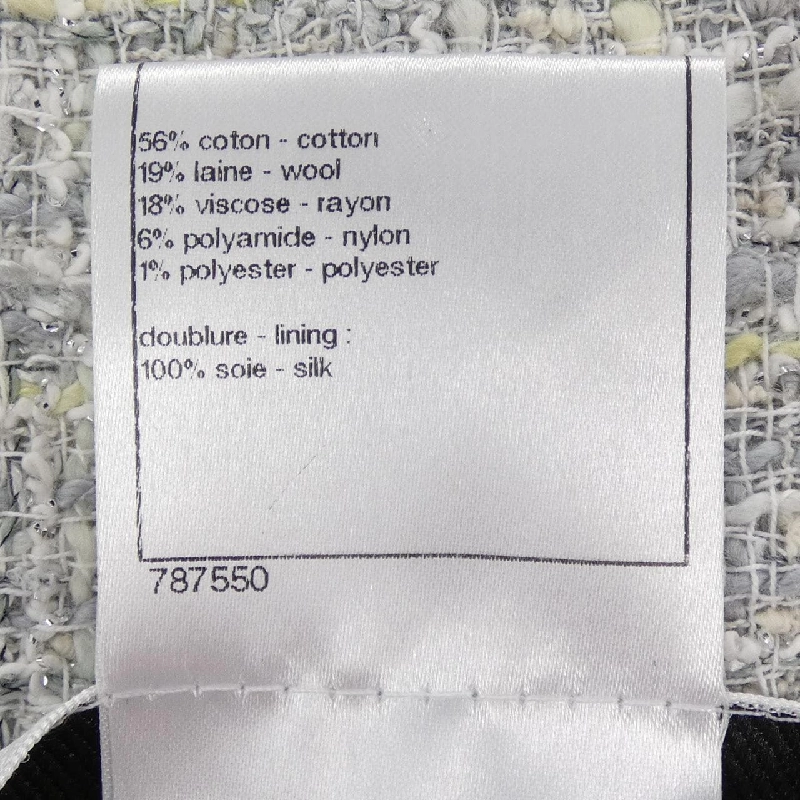 56% coton - cotton
19% laine - wool
18% viscose - rayon
6% polyamide - nylon
1% polyester - polyester
doublure - lining :
100% soie - silk
787550